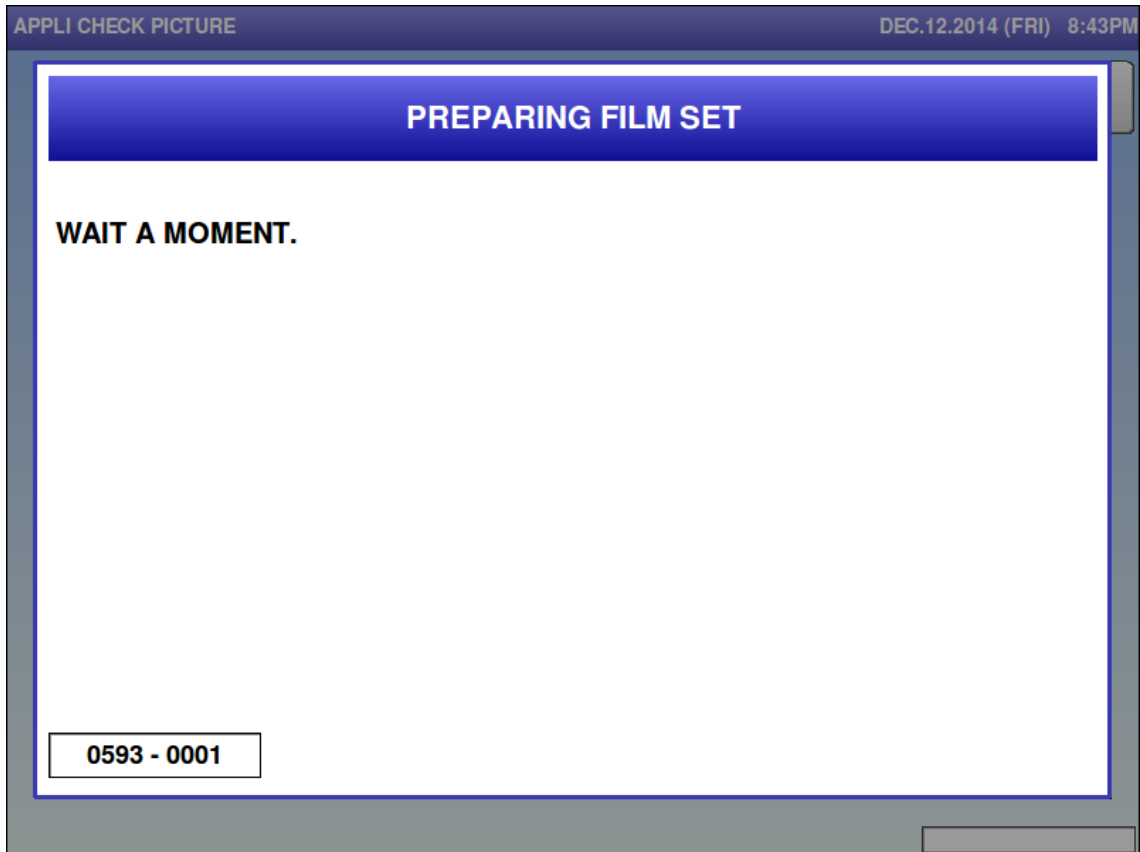 APPLI CHECK PICTURE DEC.12.2014 (FRI) 8:43PM
PREPARING FILM SET
WAIT A MOMENT.
0593 - 0001